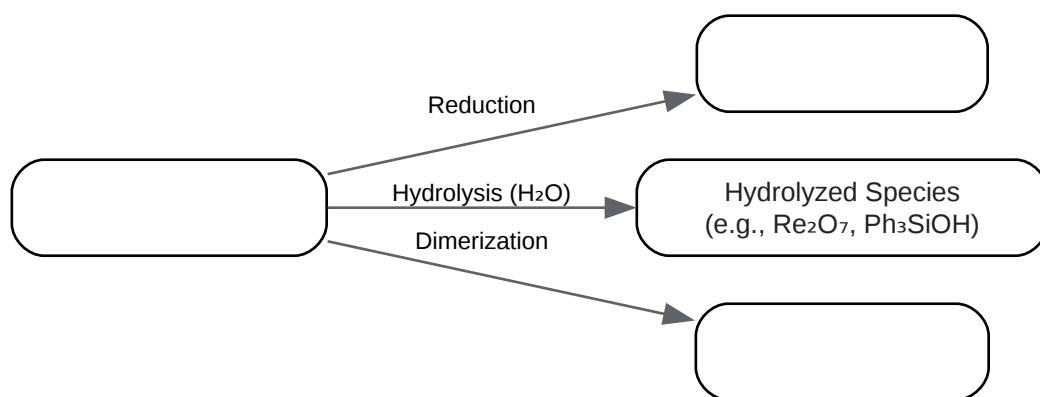 Reduction
Hydrolysis (H₂O)
Hydrolyzed Species
(e.g., Re₂O₇, Ph₃SiOH)
Dimerization